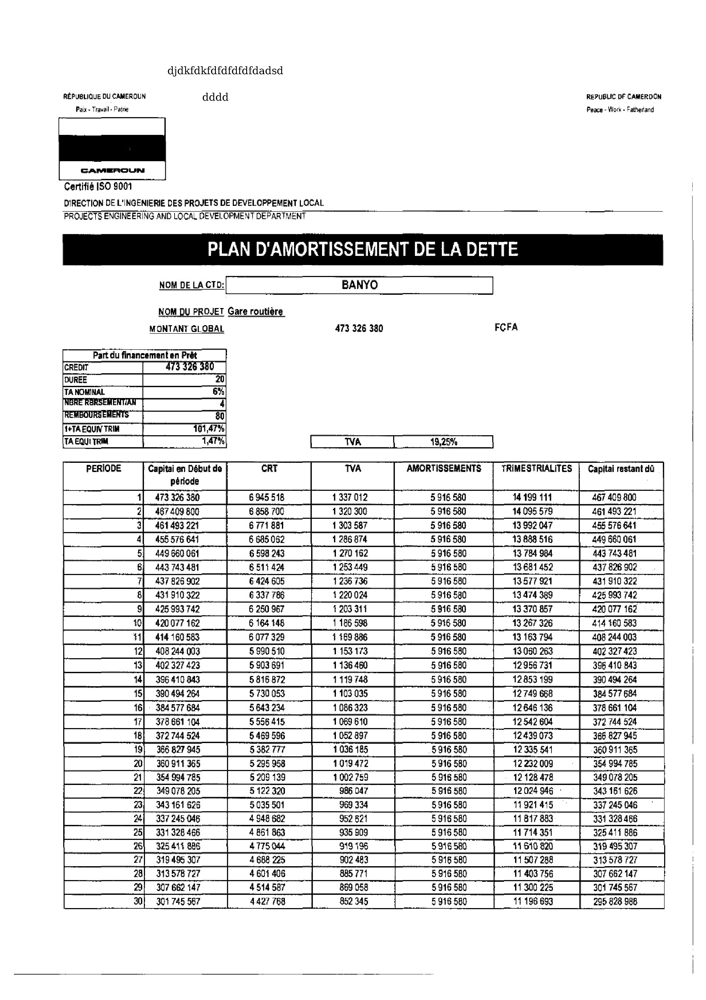 djdkfdkfdfdfdfdfdadsd
RÉPUBLIQUE DU CAMEROUN dddd REPUBLIC OF CAMERDON
Paix - Travail - Patrie Peace - Work - Fatherland
CAMEROUN
Certifié ISO 9001
DIRECTION DE L'INGENIERIE DES PROJETS DE DEVELOPPEMENT LOCAL
PROJECTS ENGINEERING AND LOCAL DEVELOPMENT DEPARTMENT
PLAN D'AMORTISSEMENT DE LA DETTE
NOM DE LA CTD: BANYO
NOM DU PROJET Gare routière
MONTANT GLOBAL 473 326 380 FCFA
Part du financement en Prêt
CREDIT 473 326 380
DUREE 20
TA NOMINAL 6%
NBRE RBRSEMENT/AN 4
REMBOURSEMENTS 80
1+TA EQUIV TRIM 101,47%
TA EQUI TRIM 1,47% TVA 19,25%
PERIODE Capital en Début de période CRT TVA AMORTISSEMENTS TRIMESTRIALITES Capital restant dû
1 473 326 380 6 945 518 1 337 012 5 916 580 14 199 111 467 409 800
2 467 409 800 6 858 700 1 320 300 5 916 580 14 095 579 461 493 221
3 461 493 221 6 771 881 1 303 587 5 916 580 13 992 047 455 576 641
4 455 576 641 6 685 062 1 286 874 5 916 580 13 888 516 449 660 061
5 449 660 061 6 598 243 1 270 162 5 916 580 13 784 984 443 743 481
6 443 743 481 6 511 424 1 253 449 5 916 580 13 681 452 437 826 902
7 437 826 902 6 424 605 1 236 736 5 916 580 13 577 921 431 910 322
8 431 910 322 6 337 786 1 220 024 5 916 580 13 474 389 425 993 742
9 425 993 742 6 250 967 1 203 311 5 916 580 13 370 857 420 077 162
10 420 077 162 6 164 148 1 186 598 5 916 580 13 267 326 414 160 583
11 414 160 583 6 077 329 1 169 886 5 916 580 13 163 794 408 244 003
12 408 244 003 5 990 510 1 153 173 5 916 580 13 060 263 402 327 423
13 402 327 423 5 903 691 1 136 460 5 916 580 12 956 731 396 410 843
14 396 410 843 5 816 872 1 119 748 5 916 580 12 853 199 390 494 264
15 390 494 264 5 730 053 1 103 035 5 916 580 12 749 668 384 577 684
16 384 577 684 5 643 234 1 086 323 5 916 580 12 646 136 378 661 104
17 378 661 104 5 556 415 1 069 610 5 916 580 12 542 604 372 744 524
18 372 744 524 5 469 596 1 052 897 5 916 580 12 439 073 366 827 945
19 366 827 945 5 382 777 1 036 185 5 916 580 12 335 541 360 911 365
20 360 911 365 5 295 958 1 019 472 5 916 580 12 232 009 354 994 785
21 354 994 785 5 209 139 1 002 759 5 916 580 12 128 478 349 078 205
22 349 078 205 5 122 320 986 047 5 916 580 12 024 946 343 161 626
23 343 161 626 5 035 501 969 334 5 916 580 11 921 415 337 245 046
24 337 245 046 4 948 682 952 621 5 916 580 11 817 883 331 328 466
25 331 328 466 4 861 863 935 909 5 916 580 11 714 351 325 411 886
26 325 411 886 4 775 044 919 196 5 916 580 11 610 820 319 495 307
27 319 495 307 4 688 225 902 483 5 916 580 11 507 288 313 578 727
28 313 578 727 4 601 406 885 771 5 916 580 11 403 756 307 662 147
29 307 662 147 4 514 587 869 058 5 916 580 11 300 225 301 745 567
30 301 745 567 4 427 768 852 345 5 916 580 11 196 693 295 828 988